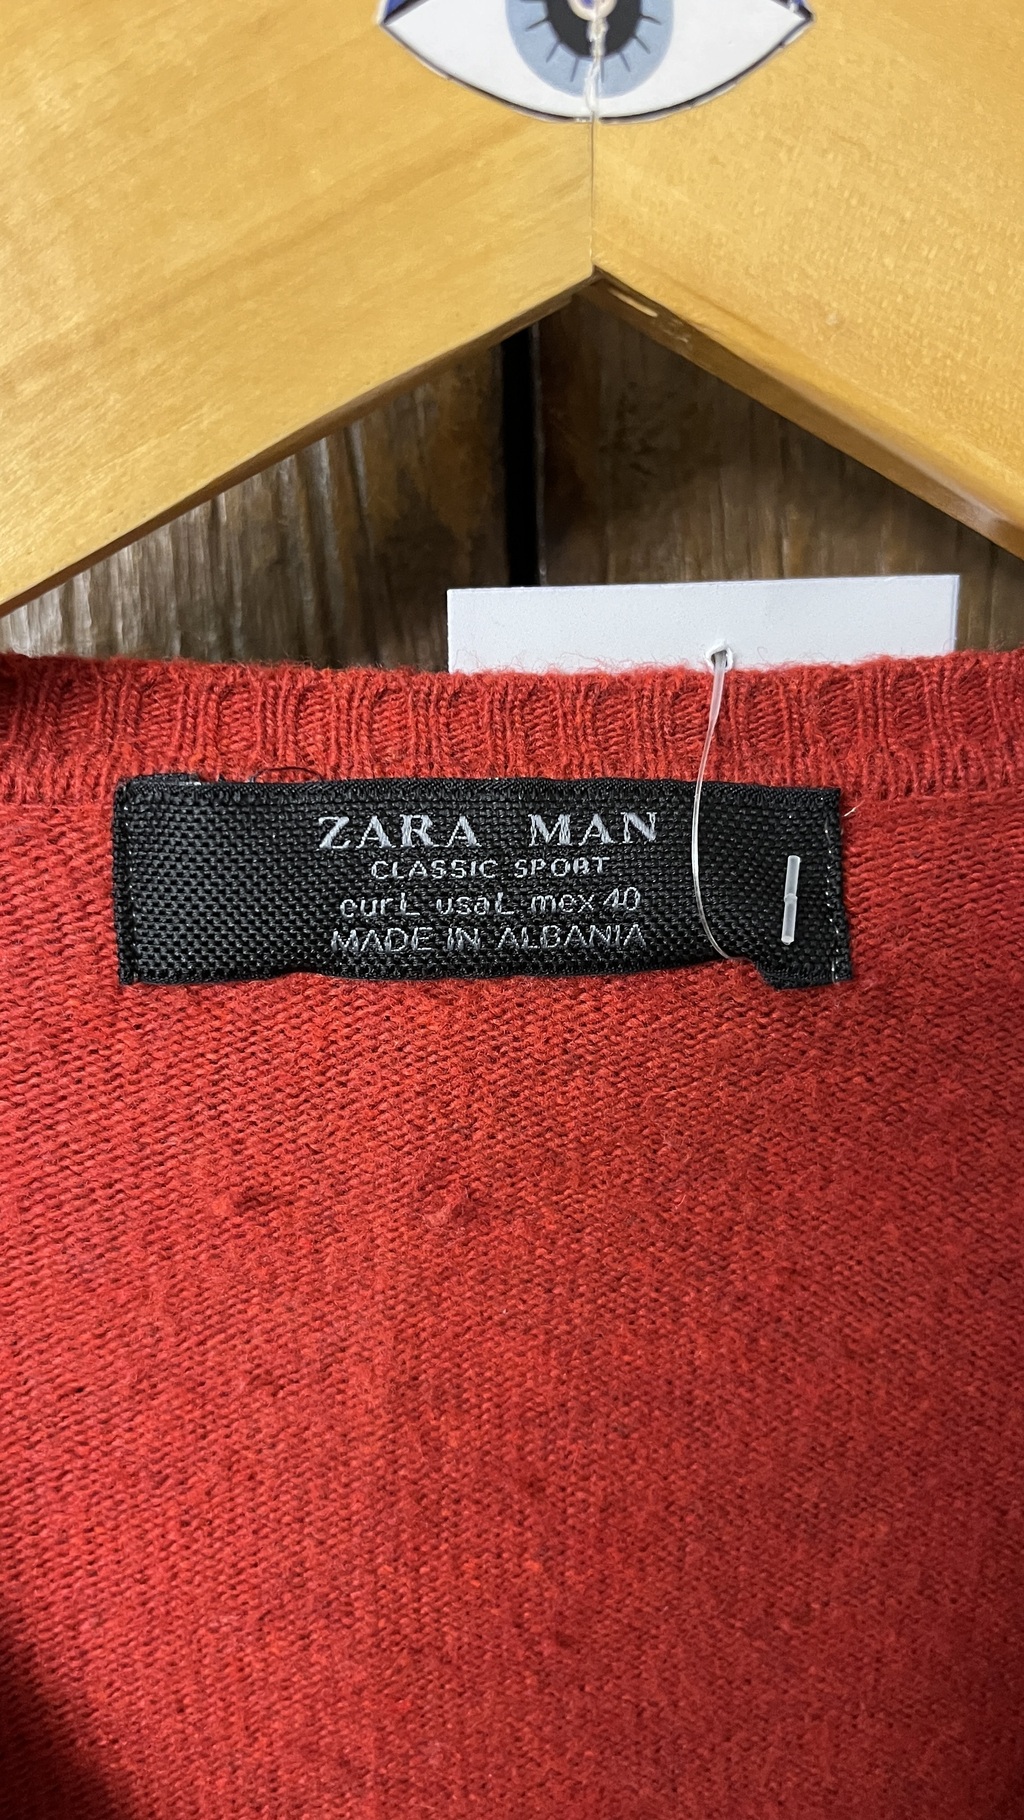 ZARA MAN
CLASSIC SPORT
eur L usa L mex 40
MADE IN ALBANIA